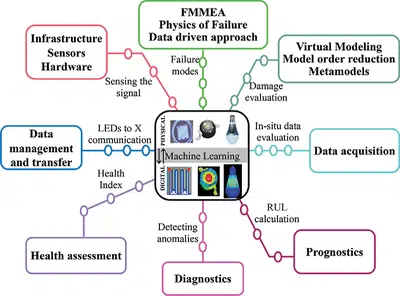 FMMEA
Physics of Failure
Data driven approach
Infrastructure
Sensors
Hardware
Virtual Modeling
Model order reduction
Metamodels
Failure
modes
Sensing the
signal
Damage
evaluation
Data
management
and transfer
LEDs to X
communication
PHYSICAL
Machine Learning
DIGITAL
In-situ data
evaluation
Data acquisition
Health
Index
RUL
calculation
Detecting
anomalies
Health assessment
Diagnostics
Prognostics